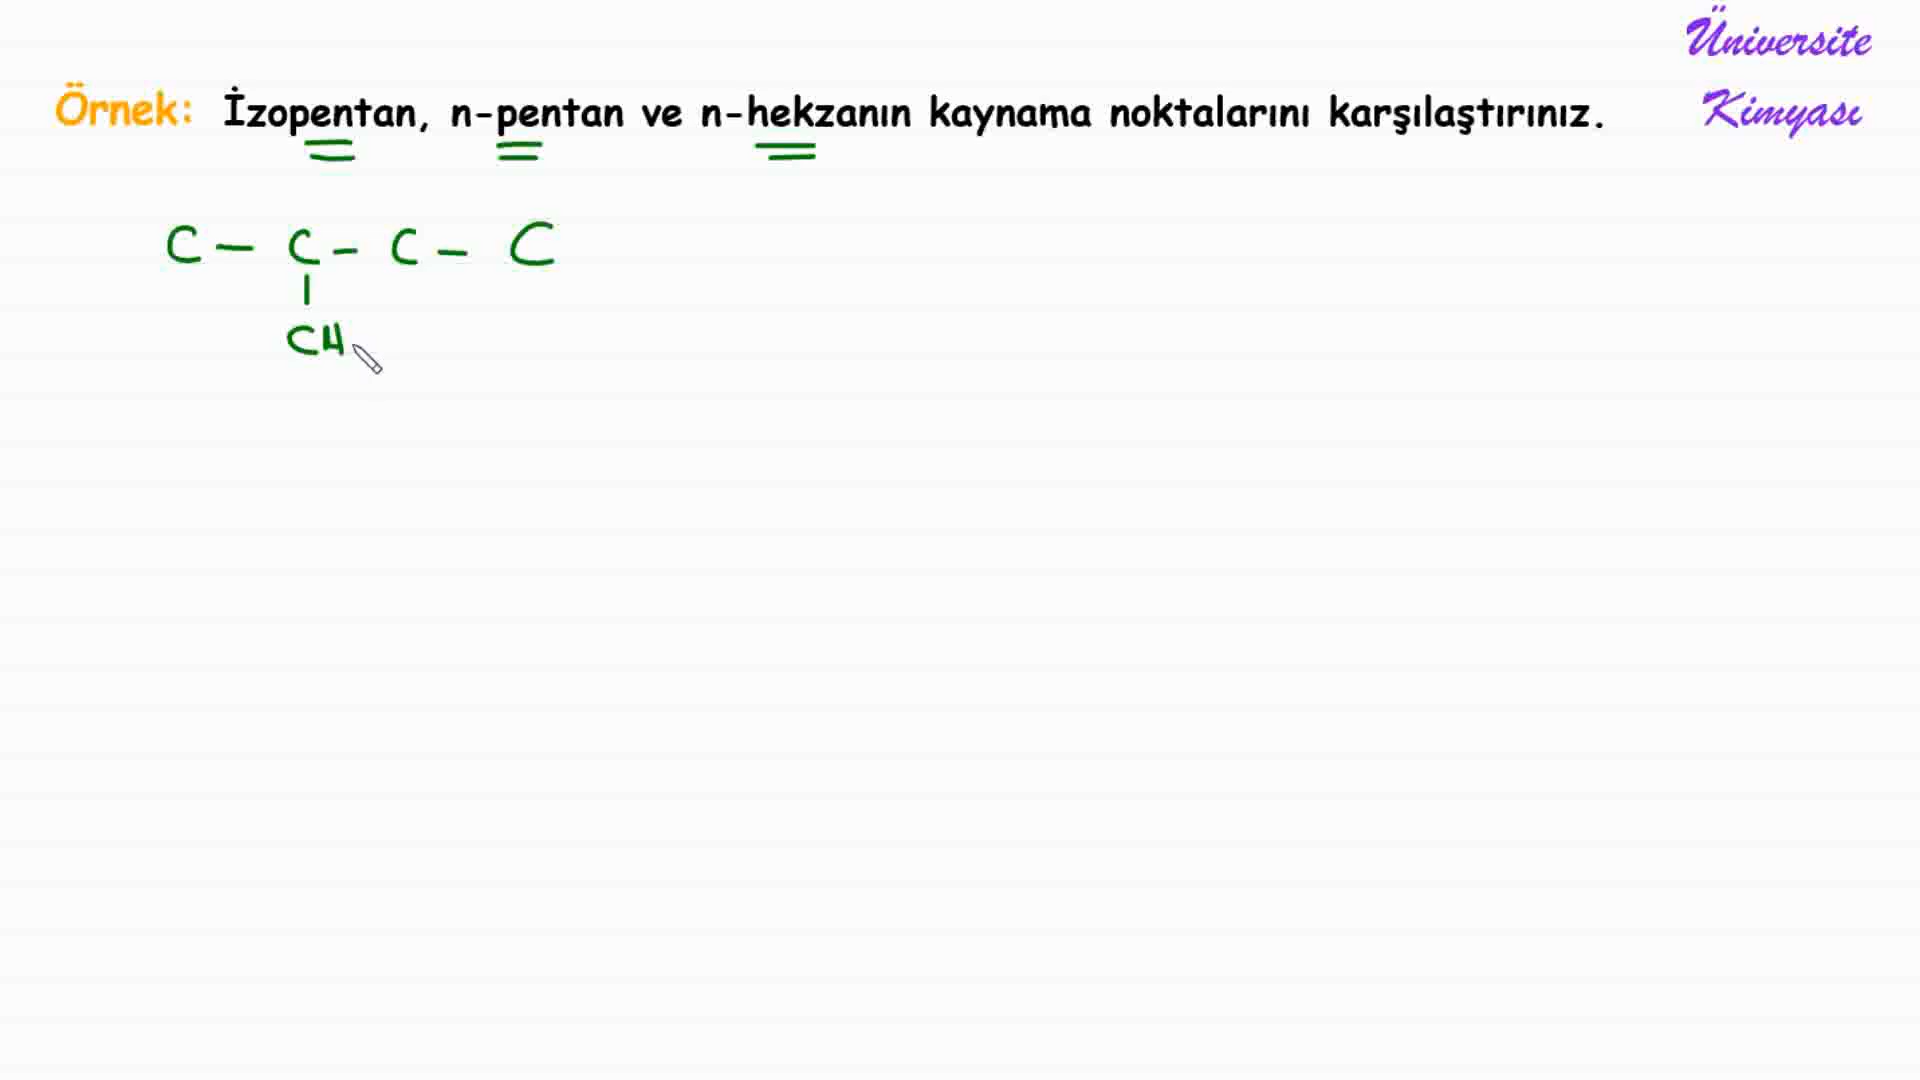 Üniversite
Örnek: İzopentan, n-pentan ve n-hekzanın kaynama noktalarını karşılaştırınız.
Kimyası
C – C – C – C
|
CH